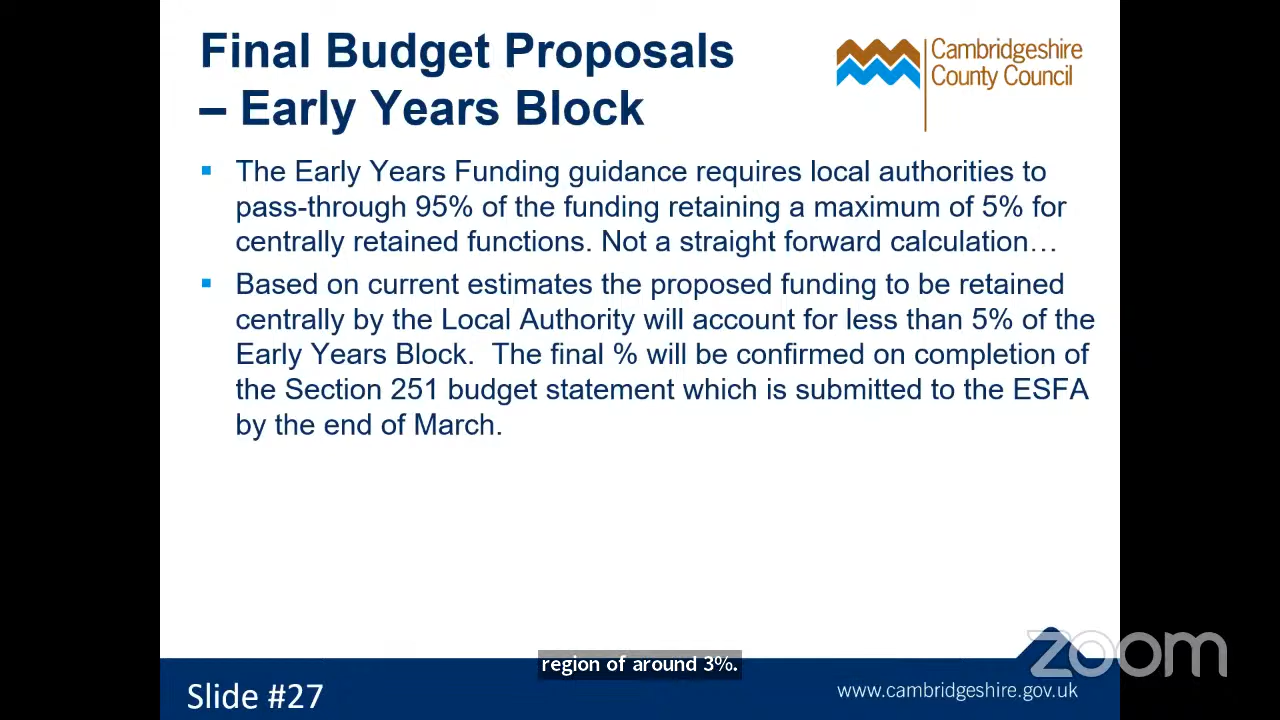 Final Budget Proposals
– Early Years Block
Cambridgeshire
County Council
▪ The Early Years Funding guidance requires local authorities to
pass-through 95% of the funding retaining a maximum of 5% for
centrally retained functions. Not a straight forward calculation…
▪ Based on current estimates the proposed funding to be retained
centrally by the Local Authority will account for less than 5% of the
Early Years Block.  The final % will be confirmed on completion of
the Section 251 budget statement which is submitted to the ESFA
by the end of March.
zoom
region of around 3%.
Slide #27
www.cambridgeshire.gov.uk